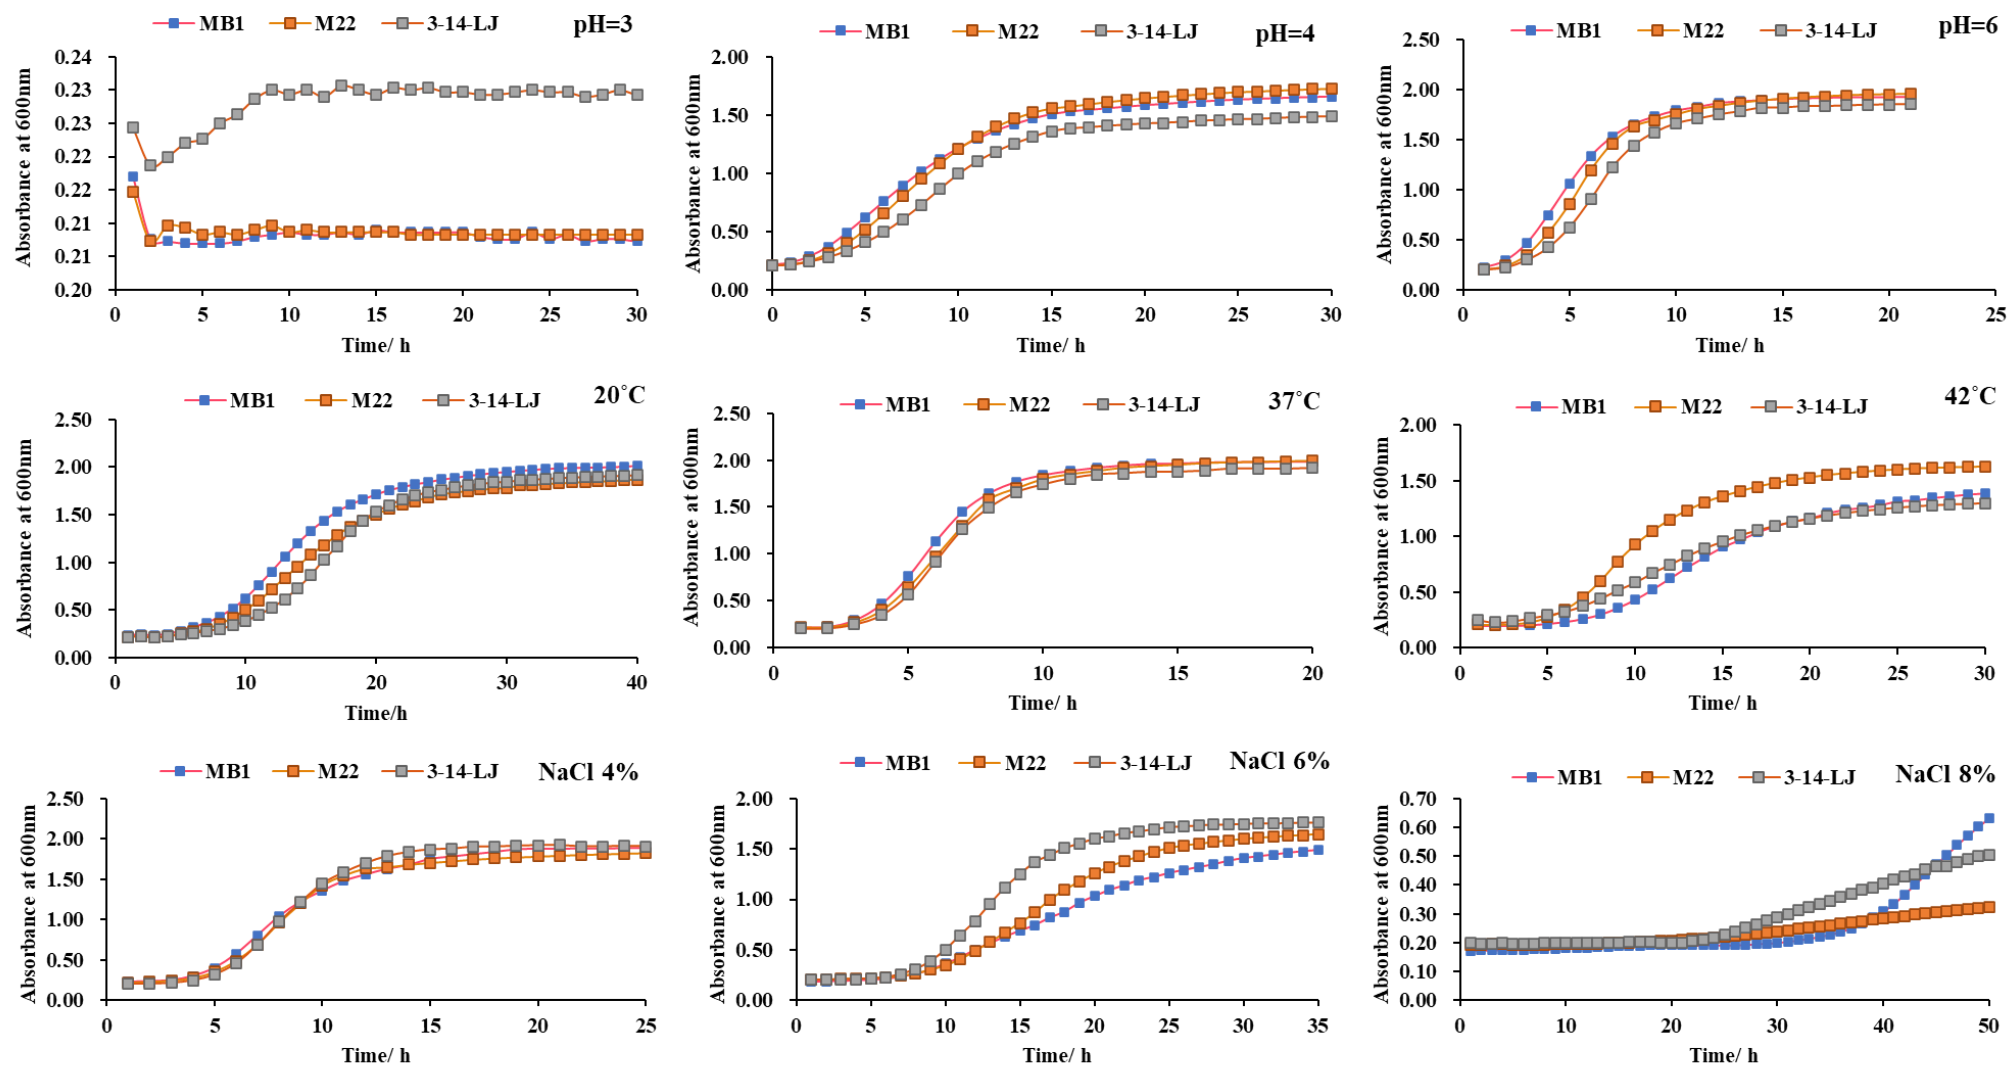 MB1 M22 3-14-LJ pH=3
Absorbance at 600nm
0.24
0.23
0.23
0.22
0.22
0.21
0.21
0.20
0 5 10 15 20 25 30
Time/ h
MB1 M22 3-14-LJ pH=4
Absorbance at 600nm
2.00
1.50
1.00
0.50
0.00
0 5 10 15 20 25 30
Time/ h
MB1 M22 3-14-LJ pH=6
Absorbance at 600nm
2.50
2.00
1.50
1.00
0.50
0.00
0 5 10 15 20 25
Time/ h
MB1 M22 3-14-LJ 20°C
Absorbance at 600nm
2.50
2.00
1.50
1.00
0.50
0.00
0 10 20 30 40
Time/h
MB1 M22 3-14-LJ 37°C
Absorbance at 600nm
2.50
2.00
1.50
1.00
0.50
0.00
0 5 10 15 20
Time/ h
MB1 M22 3-14-LJ 42°C
Absorbance at 600nm
2.00
1.50
1.00
0.50
0.00
0 5 10 15 20 25 30
Time/ h
MB1 M22 3-14-LJ NaCl 4%
Absorbance at 600nm
2.50
2.00
1.50
1.00
0.50
0.00
0 5 10 15 20 25
Time/ h
MB1 M22 3-14-LJ NaCl 6%
Absorbance at 600nm
2.00
1.50
1.00
0.50
0.00
0 5 10 15 20 25 30 35
Time/ h
MB1 M22 3-14-LJ NaCl 8%
Absorbance at 600nm
0.70
0.60
0.50
0.40
0.30
0.20
0.10
0.00
0 10 20 30 40 50
Time/ h